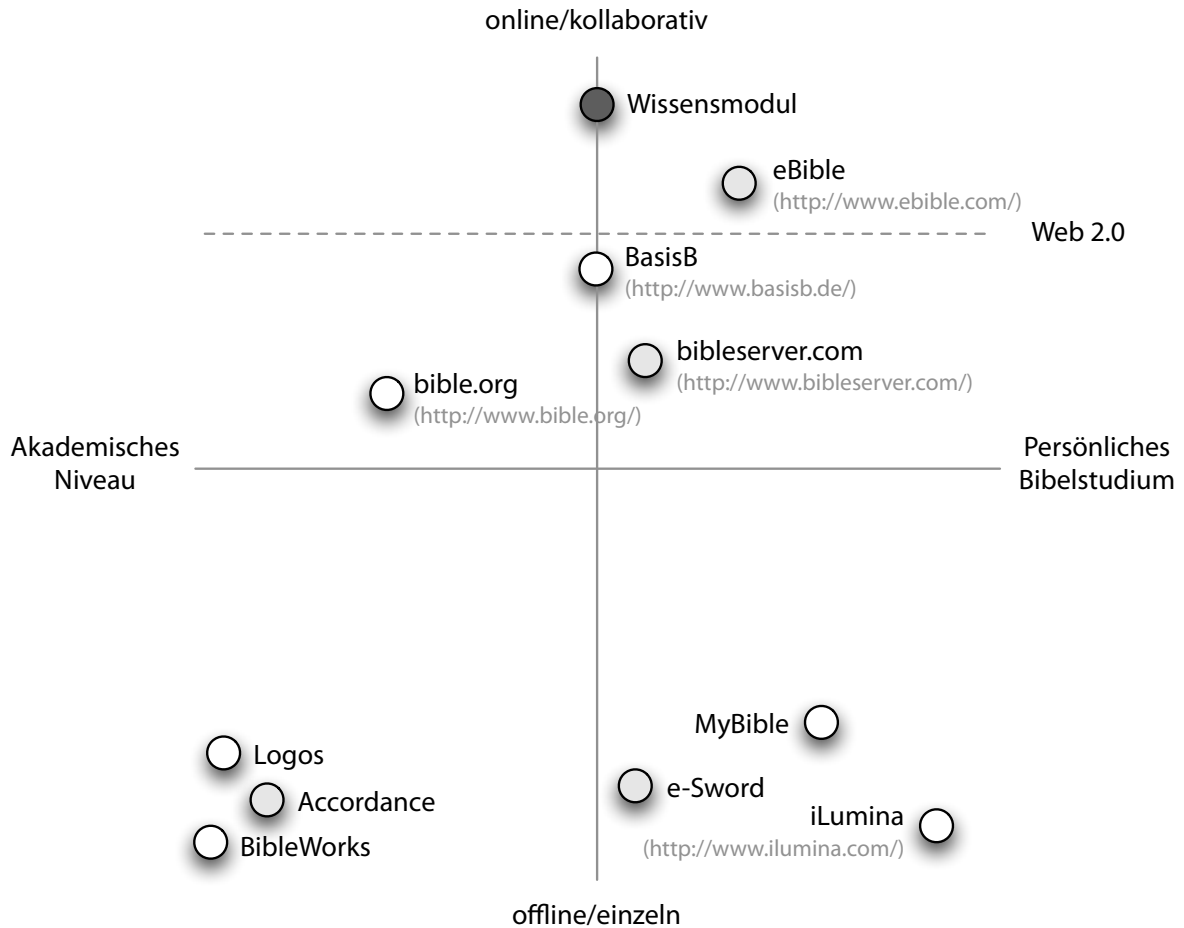 online/kollaborativ
Wissensmodul
eBible
(http://www.ebible.com/)
Web 2.0
BasisB
(http://www.basisb.de/)
bibleserver.com
(http://www.bibleserver.com/)
bible.org
(http://www.bible.org/)
Akademisches
Niveau
Persönliches
Bibelstudium
MyBible
Logos
e-Sword
Accordance
iLumina
(http://www.ilumina.com/)
BibleWorks
offline/einzeln